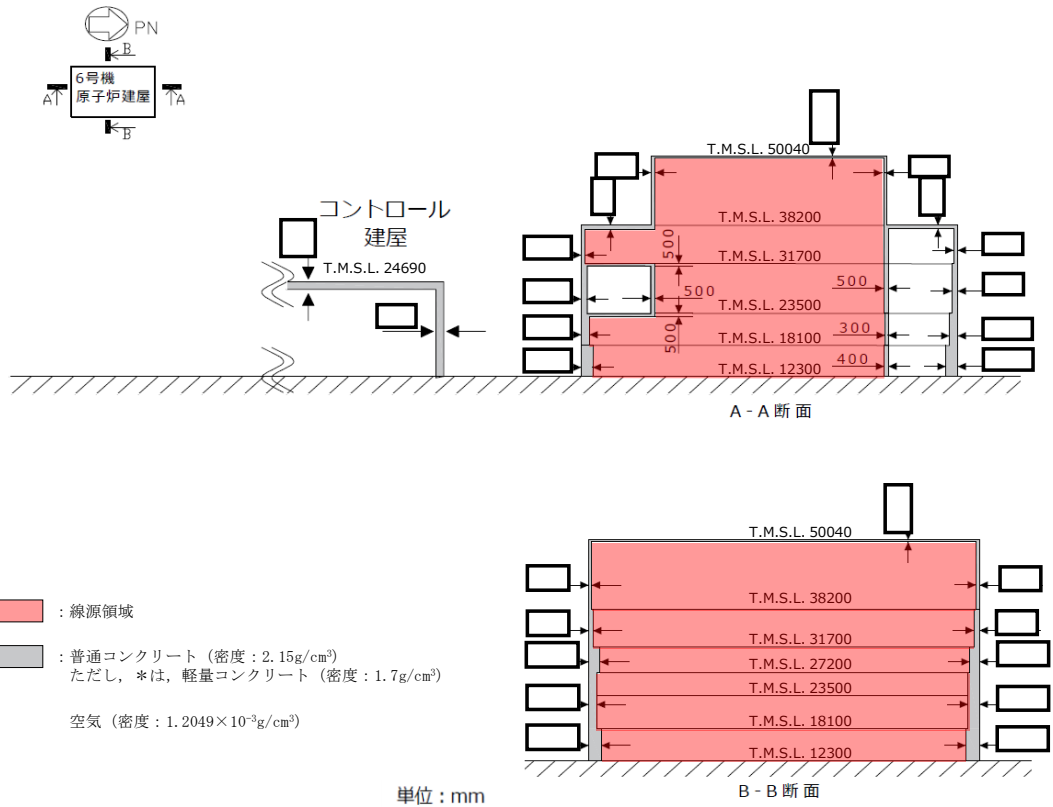 PN
B
6号機
原子炉建屋
A
A
B
コントロール
建屋
T.M.S.L. 24690
T.M.S.L. 50040
T.M.S.L. 38200
500
T.M.S.L. 31700
500
500
T.M.S.L. 23500
500
T.M.S.L. 18100
300
T.M.S.L. 12300
400
A-A断面
T.M.S.L. 50040
T.M.S.L. 38200
T.M.S.L. 31700
T.M.S.L. 27200
T.M.S.L. 23500
T.M.S.L. 18100
T.M.S.L. 12300
B-B断面
:線源領域
:普通コンクリート (密度:2.15g/cm³)
ただし,*は,軽量コンクリート (密度:1.7g/cm³)
空気 (密度:1.2049×10⁻³g/cm³)
単位:mm